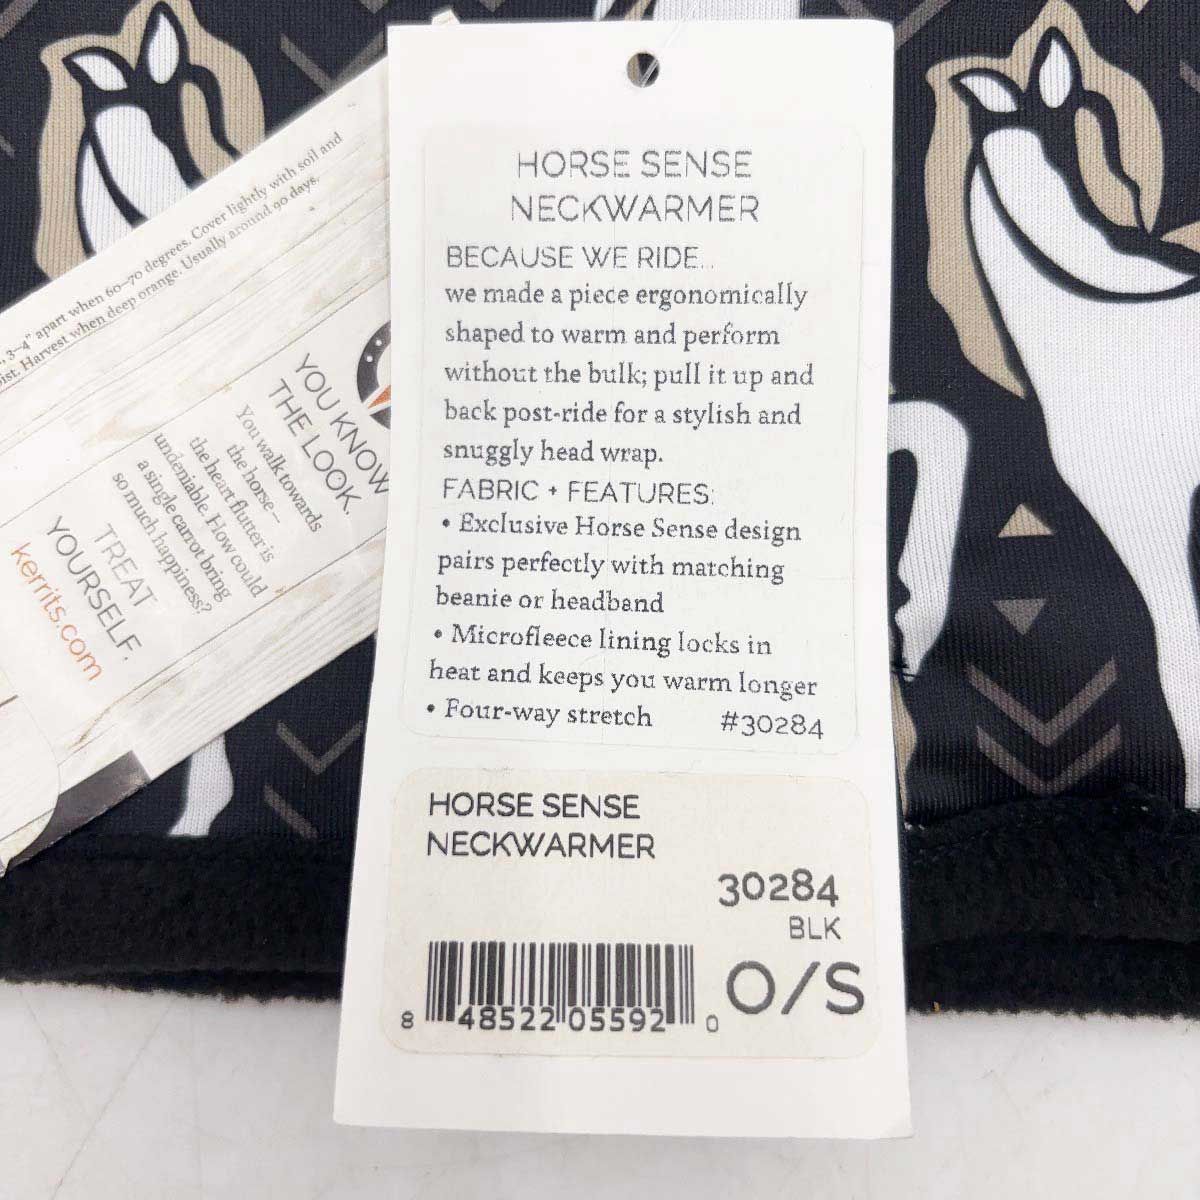 HORSE SENSE
NECKWARMER
BECAUSE WE RIDE...
we made a piece ergonomically
shaped to warm and perform
without the bulk; pull it up and
back post-ride for a stylish and
snuggly head wrap.
FABRIC + FEATURES:
• Exclusive Horse Sense design
pairs perfectly with matching
beanie or headband
• Microfleece lining locks in
heat and keeps you warm longer
• Four-way stretch #30284
HORSE SENSE
NECKWARMER
30284
BLK
O/S
8 48522 05592 0
3-4" apart when 60-70 degrees. Cover lightly with soil and
Harvest when deep orange. Usually around 90 days.
YOU KNOW
THE LOOK.
You walk towards
the horse –
the heart flutter is
undeniable. How could
a single carrot bring
so much happiness?
TREAT
YOURSELF.
kerrits.com